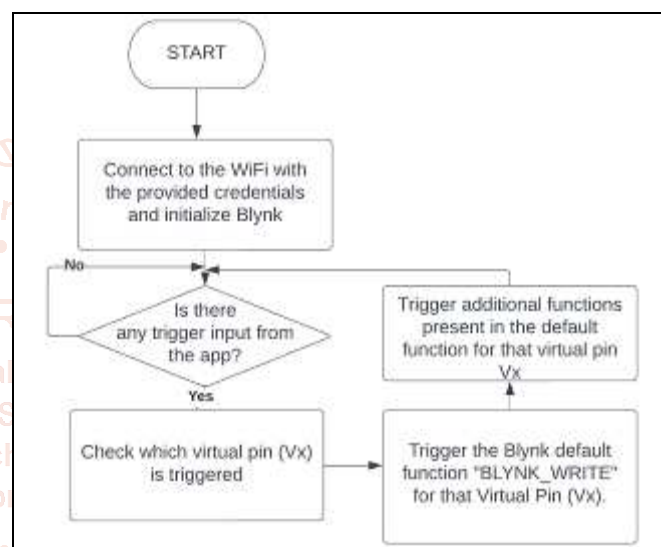 START
Connect to the WiFi with
the provided credentials
and initialize Blynk
No
Is there
any trigger input from
the app?
Yes
Check which virtual pin (Vx)
is triggered
Trigger the Blynk default
function "BLYNK_WRITE"
for that Virtual Pin (Vx).
Trigger additional functions
present in the default
function for that virtual pin
Vx